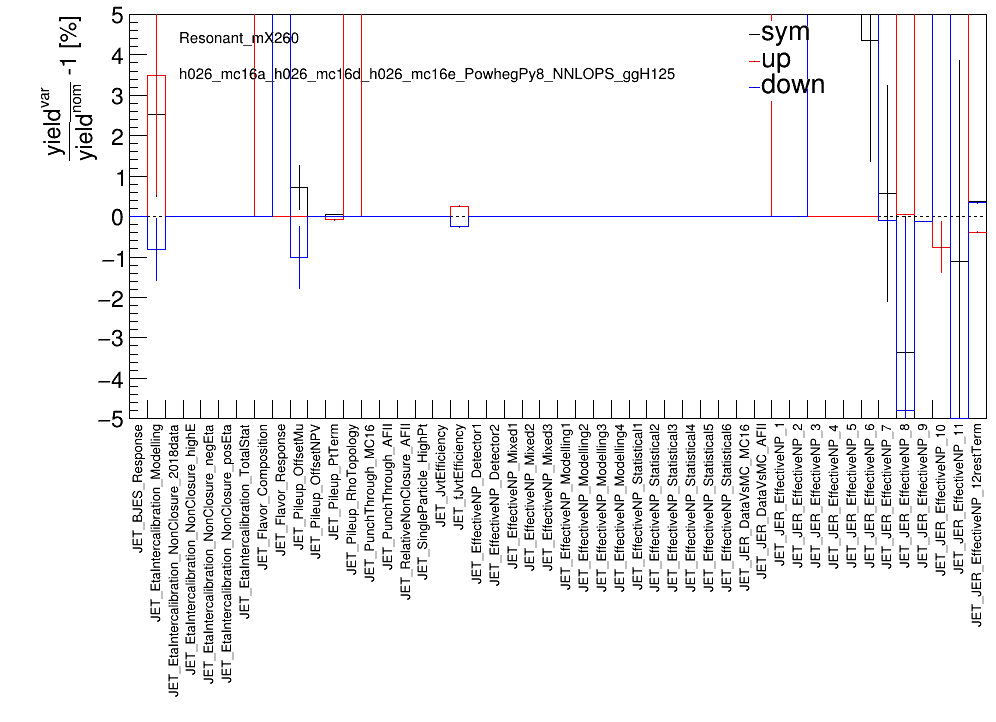 yield^var / yield^nom -1 [%]
5
4
3
2
1
0
−1
−2
−3
−4
−5
Resonant_mX260
h026_mc16a_h026_mc16d_h026_mc16e_PowhegPy8_NNLOPS_ggH125
sym
up
down
JET_BJES_Response
JET_EtaIntercalibration_Modelling
JET_EtaIntercalibration_NonClosure_2018data
JET_EtaIntercalibration_NonClosure_highE
JET_EtaIntercalibration_NonClosure_negEta
JET_EtaIntercalibration_NonClosure_posEta
JET_EtaIntercalibration_TotalStat
JET_Flavor_Composition
JET_Flavor_Response
JET_Pileup_OffsetMu
JET_Pileup_OffsetNPV
JET_Pileup_PtTerm
JET_Pileup_RhoTopology
JET_PunchThrough_MC16
JET_PunchThrough_AFII
JET_RelativeNonClosure_AFII
JET_SingleParticle_HighPt
JET_JvtEfficiency
JET_fJvtEfficiency
JET_EffectiveNP_Detector1
JET_EffectiveNP_Detector2
JET_EffectiveNP_Mixed1
JET_EffectiveNP_Mixed2
JET_EffectiveNP_Mixed3
JET_EffectiveNP_Modelling1
JET_EffectiveNP_Modelling2
JET_EffectiveNP_Modelling3
JET_EffectiveNP_Modelling4
JET_EffectiveNP_Statistical1
JET_EffectiveNP_Statistical2
JET_EffectiveNP_Statistical3
JET_EffectiveNP_Statistical4
JET_EffectiveNP_Statistical5
JET_EffectiveNP_Statistical6
JET_JER_DataVsMC_MC16
JET_JER_DataVsMC_AFII
JET_JER_EffectiveNP_1
JET_JER_EffectiveNP_2
JET_JER_EffectiveNP_3
JET_JER_EffectiveNP_4
JET_JER_EffectiveNP_5
JET_JER_EffectiveNP_6
JET_JER_EffectiveNP_7
JET_JER_EffectiveNP_8
JET_JER_EffectiveNP_9
JET_JER_EffectiveNP_10
JET_JER_EffectiveNP_11
JET_JER_EffectiveNP_12restTerm